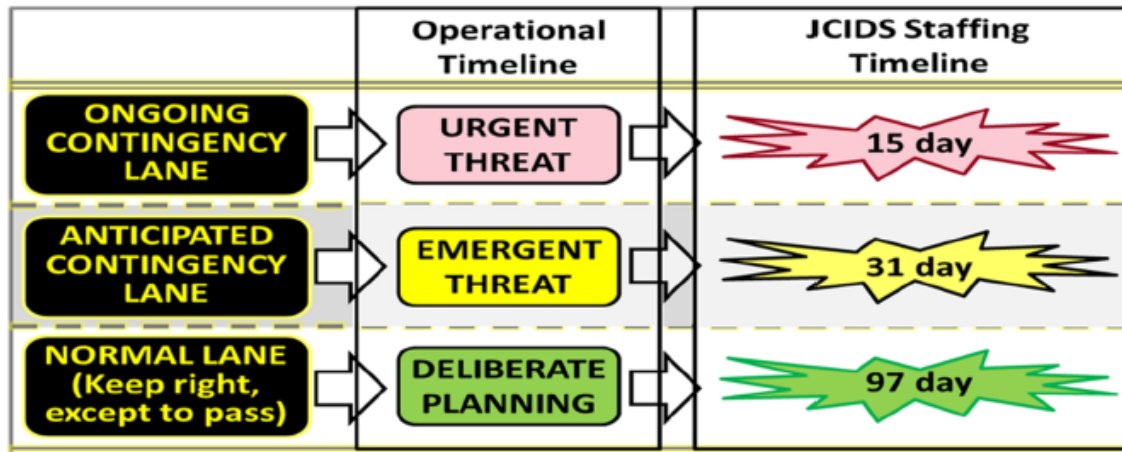 Operational
Timeline
JCIDS Staffing
Timeline
ONGOING
CONTINGENCY
LANE
URGENT
THREAT
15 day
ANTICIPATED
CONTINGENCY
LANE
EMERGENT
THREAT
31 day
NORMAL LANE
(Keep right,
except to pass)
DELIBERATE
PLANNING
97 day